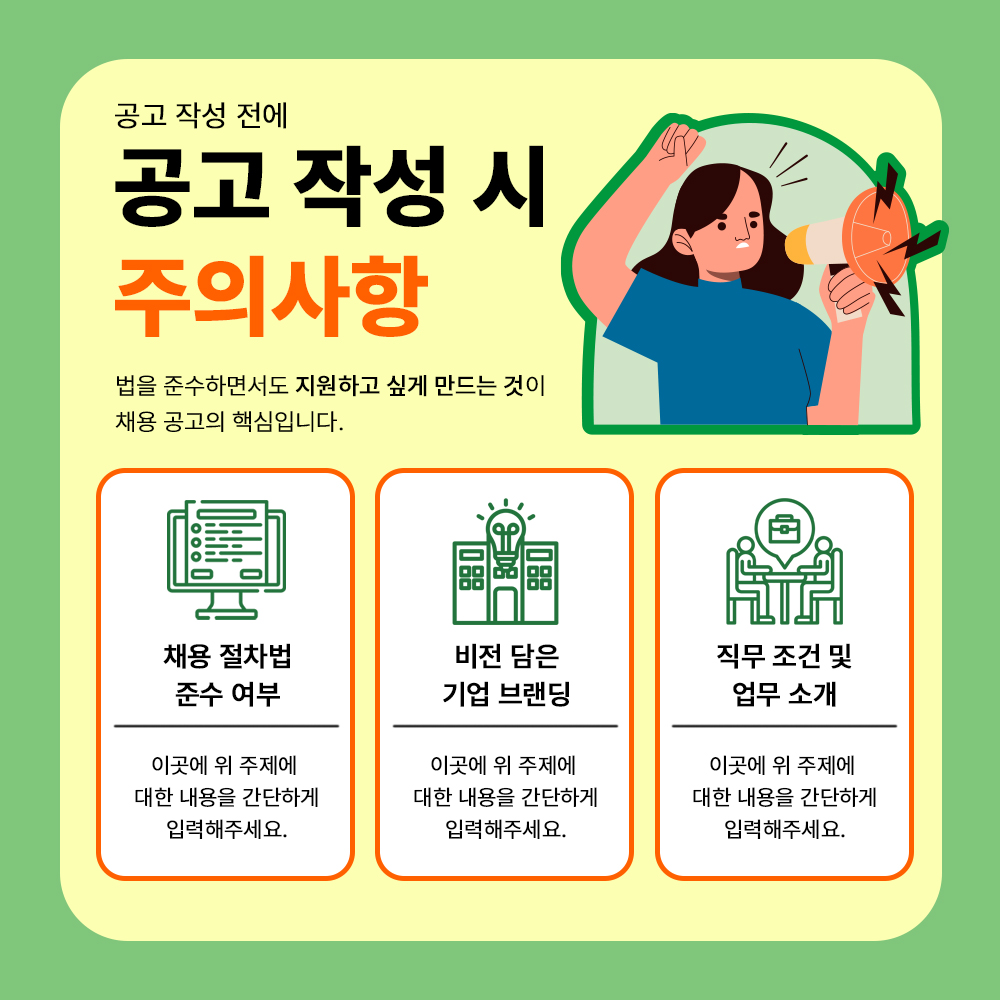 공고 작성 전에
공고 작성 시
주의사항
법을 준수하면서도 지원하고 싶게 만드는 것이
채용 공고의 핵심입니다.
채용 절차법
준수 여부
이곳에 위 주제에
대한 내용을 간단하게
입력해주세요.
비전 담은
기업 브랜딩
이곳에 위 주제에
대한 내용을 간단하게
입력해주세요.
직무 조건 및
업무 소개
이곳에 위 주제에
대한 내용을 간단하게
입력해주세요.